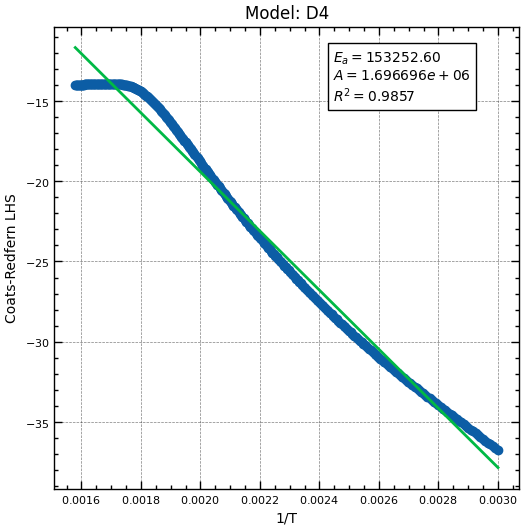 Model: D4
E_a = 153252.60
A = 1.696696e + 06
R² = 0.9857
Coats-Redfern LHS
−15
−20
−25
−30
−35
0.0016 0.0018 0.0020 0.0022 0.0024 0.0026 0.0028 0.0030
1/T